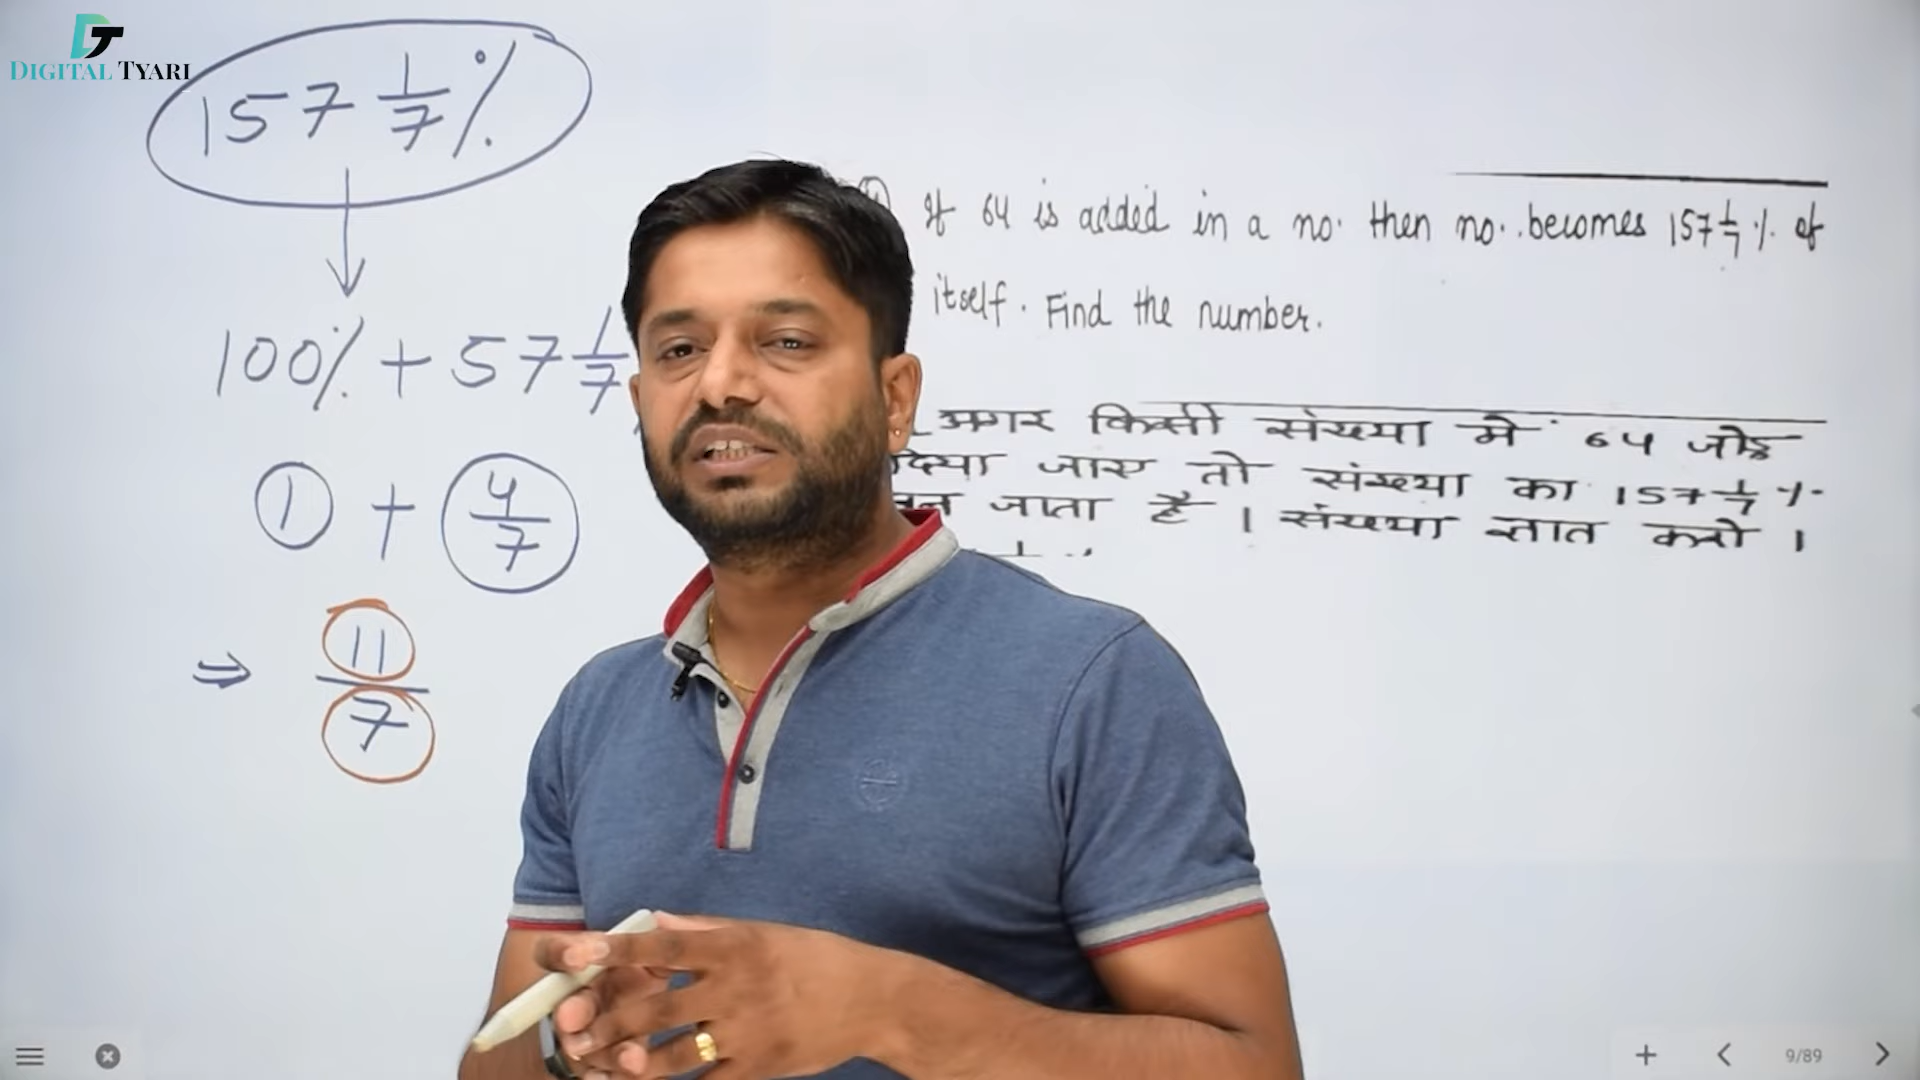 DIGITAL TYARI
157 1/7 %
100% + 57 1/7
1 + 4/7
⇒ 11/7
If 64 is added in a no. then no. becomes 157 1/7 % of
itself. Find the number.
अगर किसी संख्या में 64 जोड़
दिया जाए तो संख्या का 157 1/7 %
बन जाता है । संख्या ज्ञात करो ।
9/89